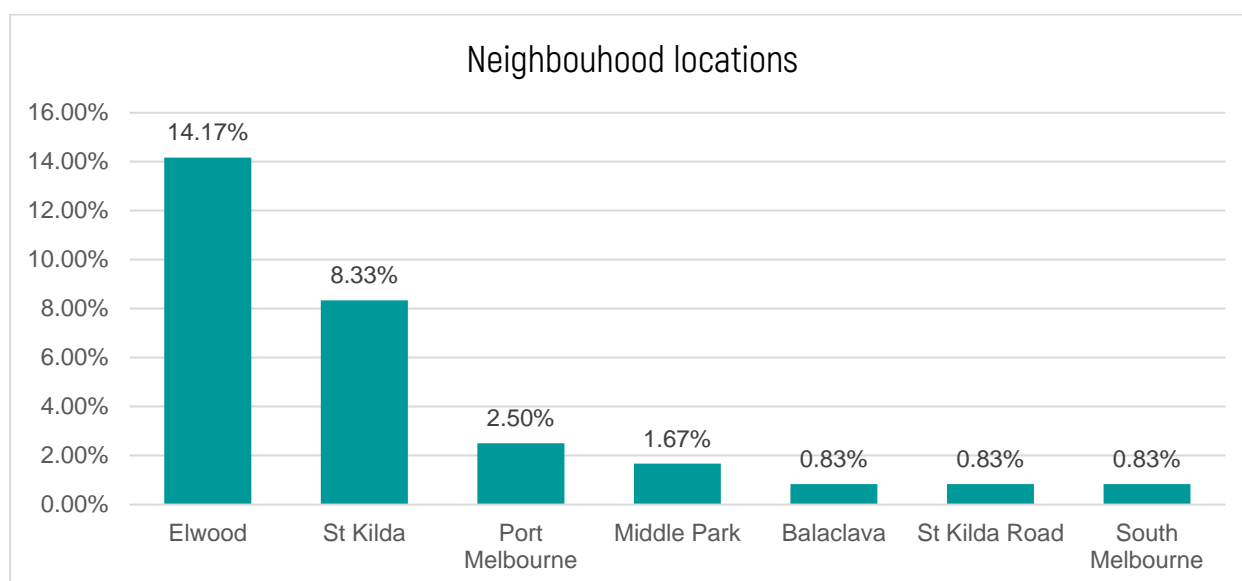 Neighbouhood locations
16.00%
14.00%
12.00%
10.00%
8.00%
6.00%
4.00%
2.00%
0.00%
14.17%
8.33%
2.50%
1.67%
0.83%
0.83%
0.83%
Elwood
St Kilda
Port
Melbourne
Middle Park
Balaclava
St Kilda Road
South
Melbourne